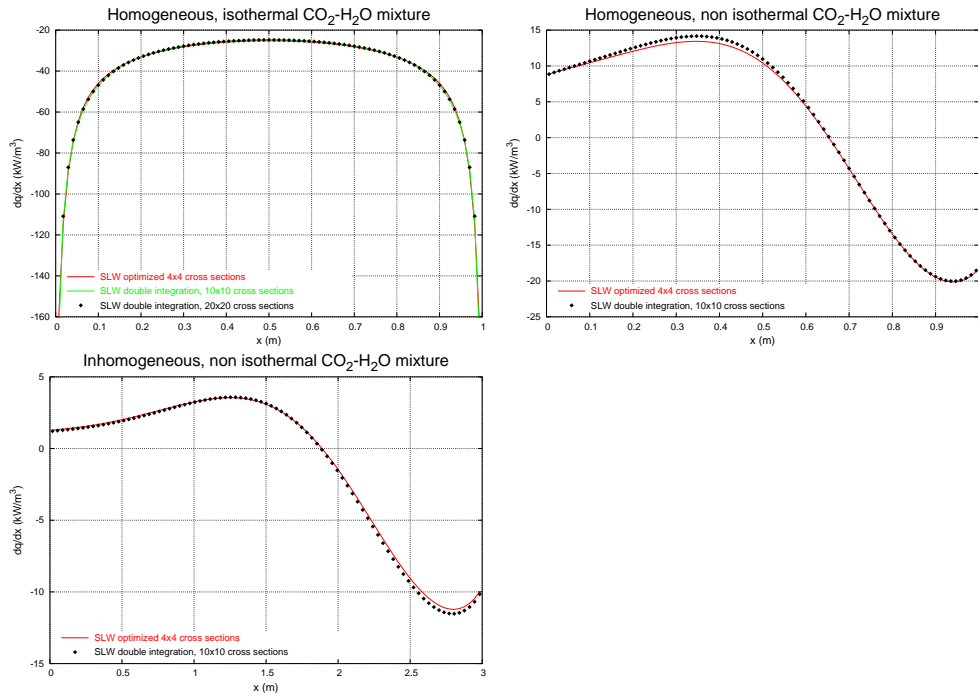 Homogeneous, isothermal CO2-H2O mixture
-20
-40
-60
-80
-100
-120
-140
-160
dq/dx (kW/m3)
SLW optimized 4x4 cross sections
SLW double integration, 10x10 cross sections
SLW double integration, 20x20 cross sections
0 0.1 0.2 0.3 0.4 0.5 0.6 0.7 0.8 0.9 1
x (m)
Homogeneous, non isothermal CO2-H2O mixture
15
10
5
0
-5
-10
-15
-20
-25
dq/dx (kW/m3)
SLW optimized 4x4 cross sections
SLW double integration, 10x10 cross sections
0 0.1 0.2 0.3 0.4 0.5 0.6 0.7 0.8 0.9
x (m)
Inhomogeneous, non isothermal CO2-H2O mixture
5
0
-5
-10
-15
dq/dx (kW/m3)
SLW optimized 4x4 cross sections
SLW double integration, 10x10 cross sections
0 0.5 1 1.5 2 2.5 3
x (m)